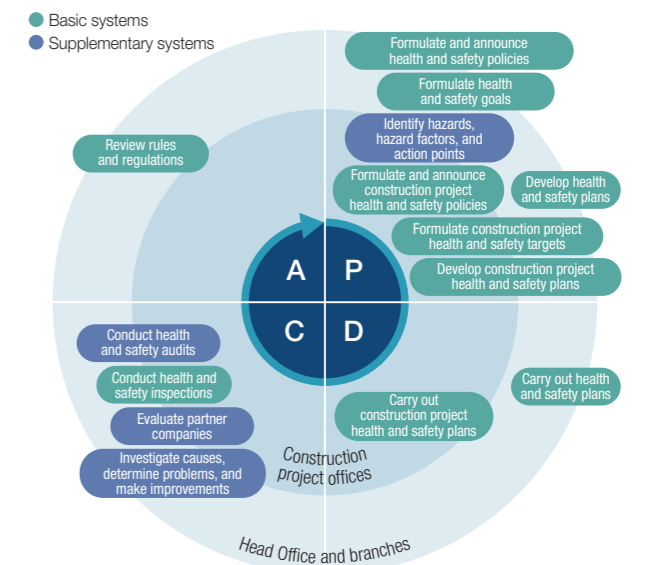 Basic systems
Supplementary systems
Formulate and announce
health and safety policies
Formulate health
and safety goals
Identify hazards,
hazard factors, and
action points
Review rules
and regulations
Formulate and announce
construction project
health and safety policies
Develop health
and safety plans
Formulate construction project
health and safety targets
Develop construction project
health and safety plans
A
P
C
D
Conduct health
and safety audits
Conduct health and
safety inspections
Evaluate partner
companies
Investigate causes,
determine problems, and
make improvements
Carry out
construction project
health and safety plans
Carry out health
and safety plans
Construction
project offices
Head Office and branches